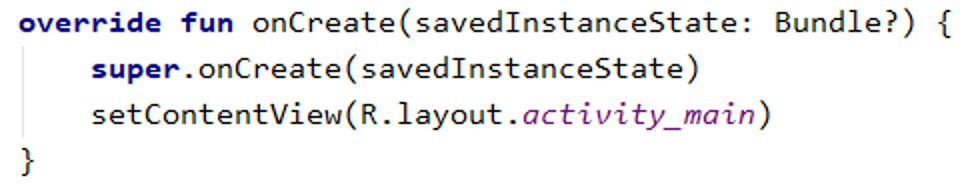 override fun onCreate(savedInstanceState: Bundle?) {
    super.onCreate(savedInstanceState)
    setContentView(R.layout.activity_main)
}